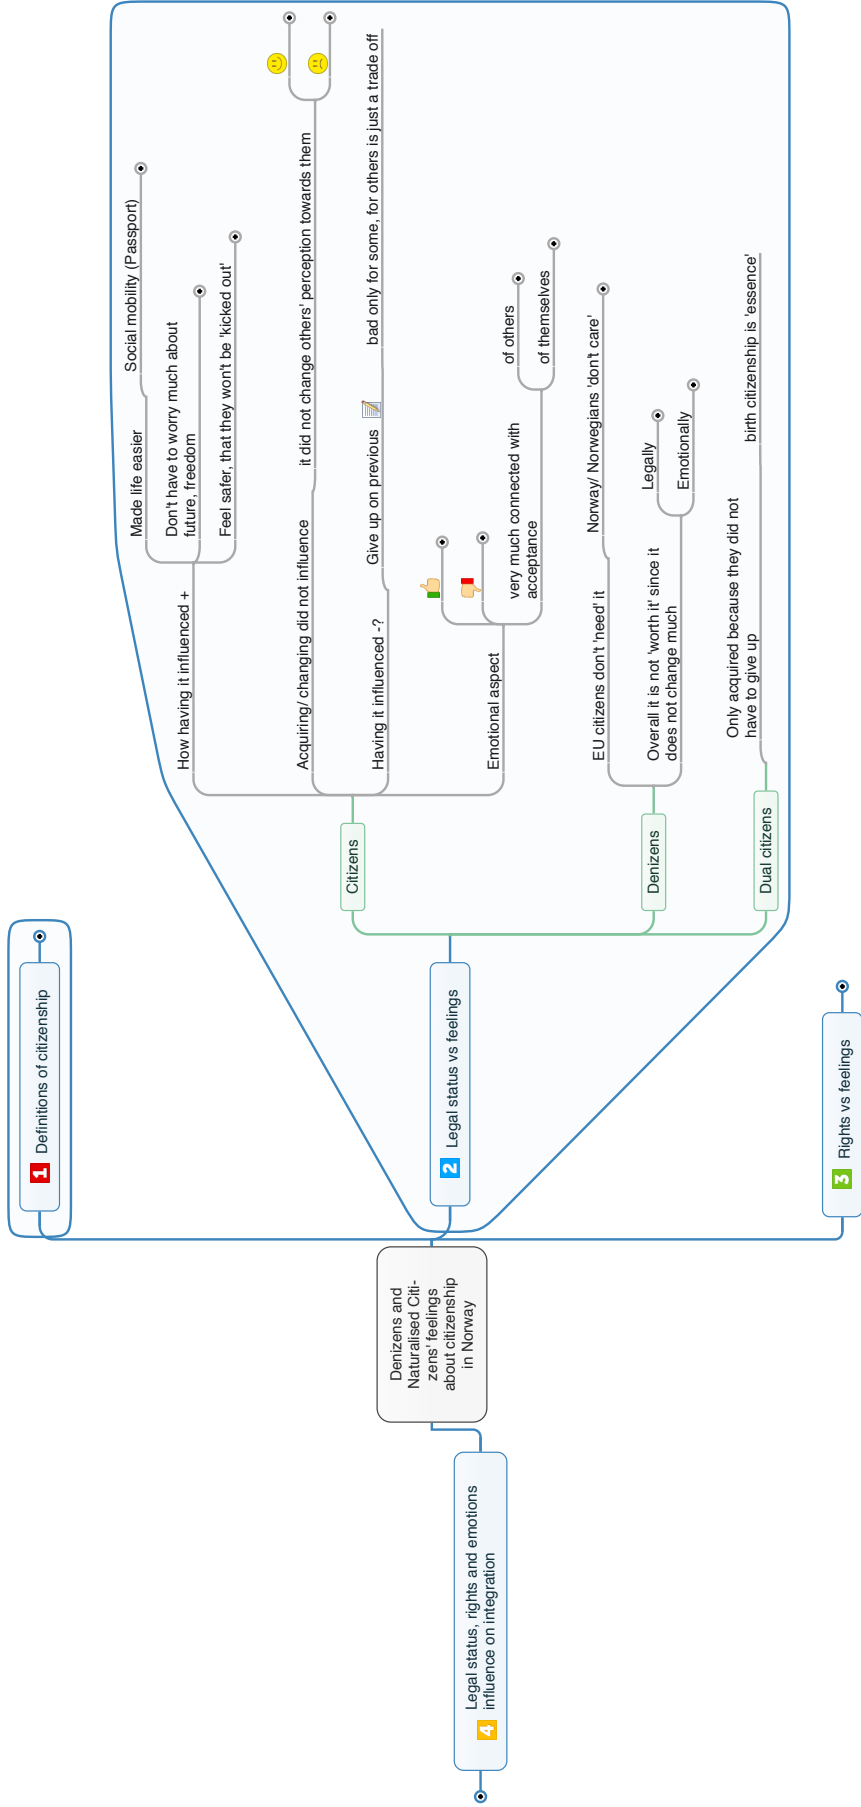 Denizens and
Naturalised Citi-
zens' feelings
about citizenship
in Norway
1 Definitions of citizenship
2 Legal status vs feelings
Citizens
How having it influenced +
Made life easier
Social mobility (Passport)
Don't have to worry much about
future, freedom
Feel safer, that they won't be 'kicked out'
Acquiring/ changing did not influence
it did not change others' perception towards them
Having it influenced -?
Give up on previous
bad only for some, for others is just a trade off
Emotional aspect
very much connected with
acceptance
of others
of themselves
Denizens
EU citizens don't 'need' it
Norway/ Norwegians 'don't care'
Overall it is not 'worth it' since it
does not change much
Legally
Emotionally
Dual citizens
Only acquired because they did not
have to give up
birth citizenship is 'essence'
3 Rights vs feelings
4 Legal status, rights and emotions
influence on integration